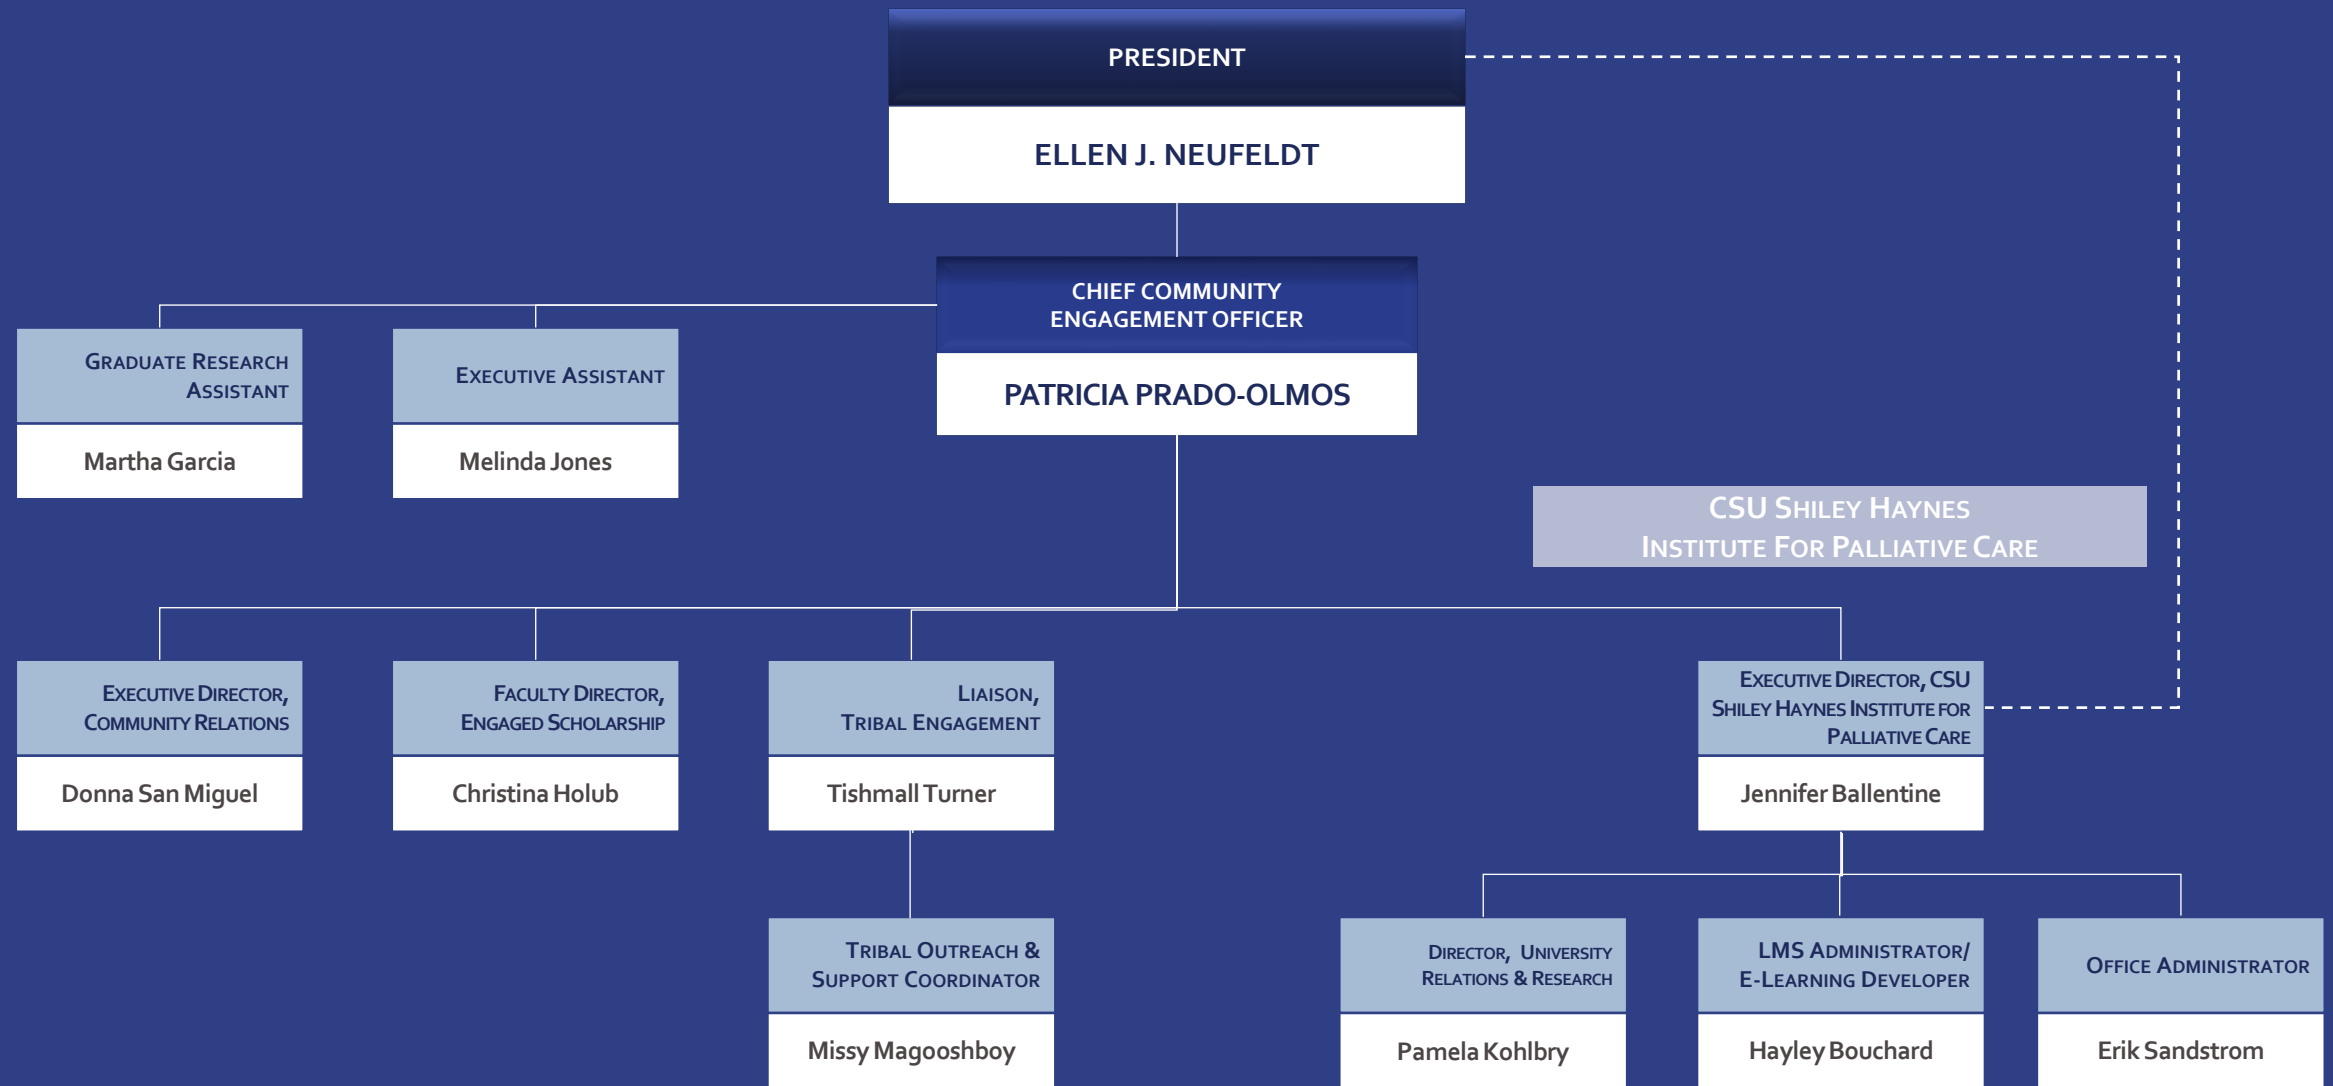 PRESIDENT
ELLEN J. NEUFELDT
CHIEF COMMUNITY
ENGAGEMENT OFFICER
PATRICIA PRADO-OLMOS
GRADUATE RESEARCH
ASSISTANT
Martha Garcia
EXECUTIVE ASSISTANT
Melinda Jones
CSU SHILEY HAYNES
INSTITUTE FOR PALLIATIVE CARE
EXECUTIVE DIRECTOR,
COMMUNITY RELATIONS
Donna San Miguel
FACULTY DIRECTOR,
ENGAGED SCHOLARSHIP
Christina Holub
LIAISON,
TRIBAL ENGAGEMENT
Tishmall Turner
EXECUTIVE DIRECTOR, CSU
SHILEY HAYNES INSTITUTE FOR
PALLIATIVE CARE
Jennifer Ballentine
TRIBAL OUTREACH &
SUPPORT COORDINATOR
Missy Magooshboy
DIRECTOR, UNIVERSITY
RELATIONS & RESEARCH
Pamela Kohlbry
LMS ADMINISTRATOR/
E-LEARNING DEVELOPER
Hayley Bouchard
OFFICE ADMINISTRATOR
Erik Sandstrom